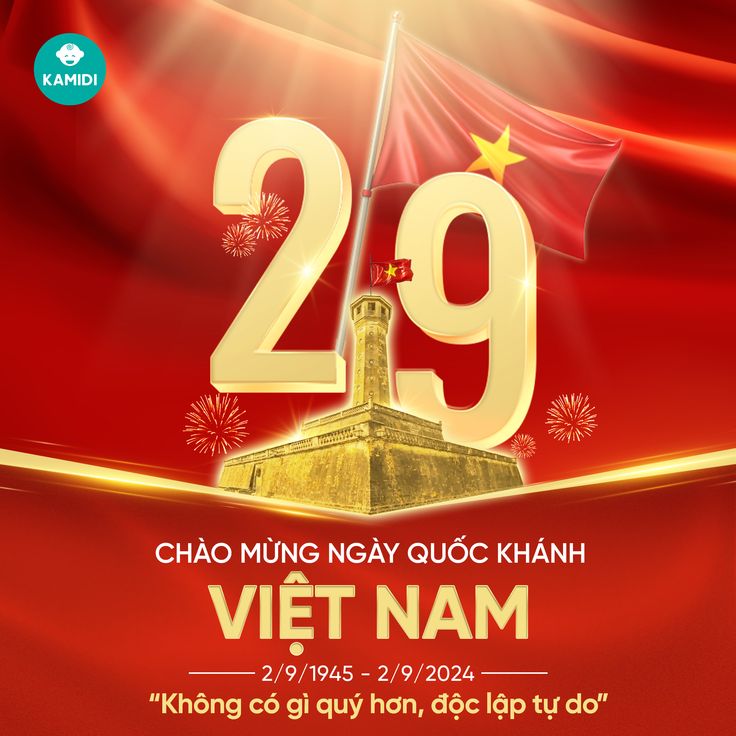 KAMIDI
2 9
CHÀO MỪNG NGÀY QUỐC KHÁNH
VIỆT NAM
2/9/1945 - 2/9/2024
“Không có gì quý hơn, độc lập tự do”